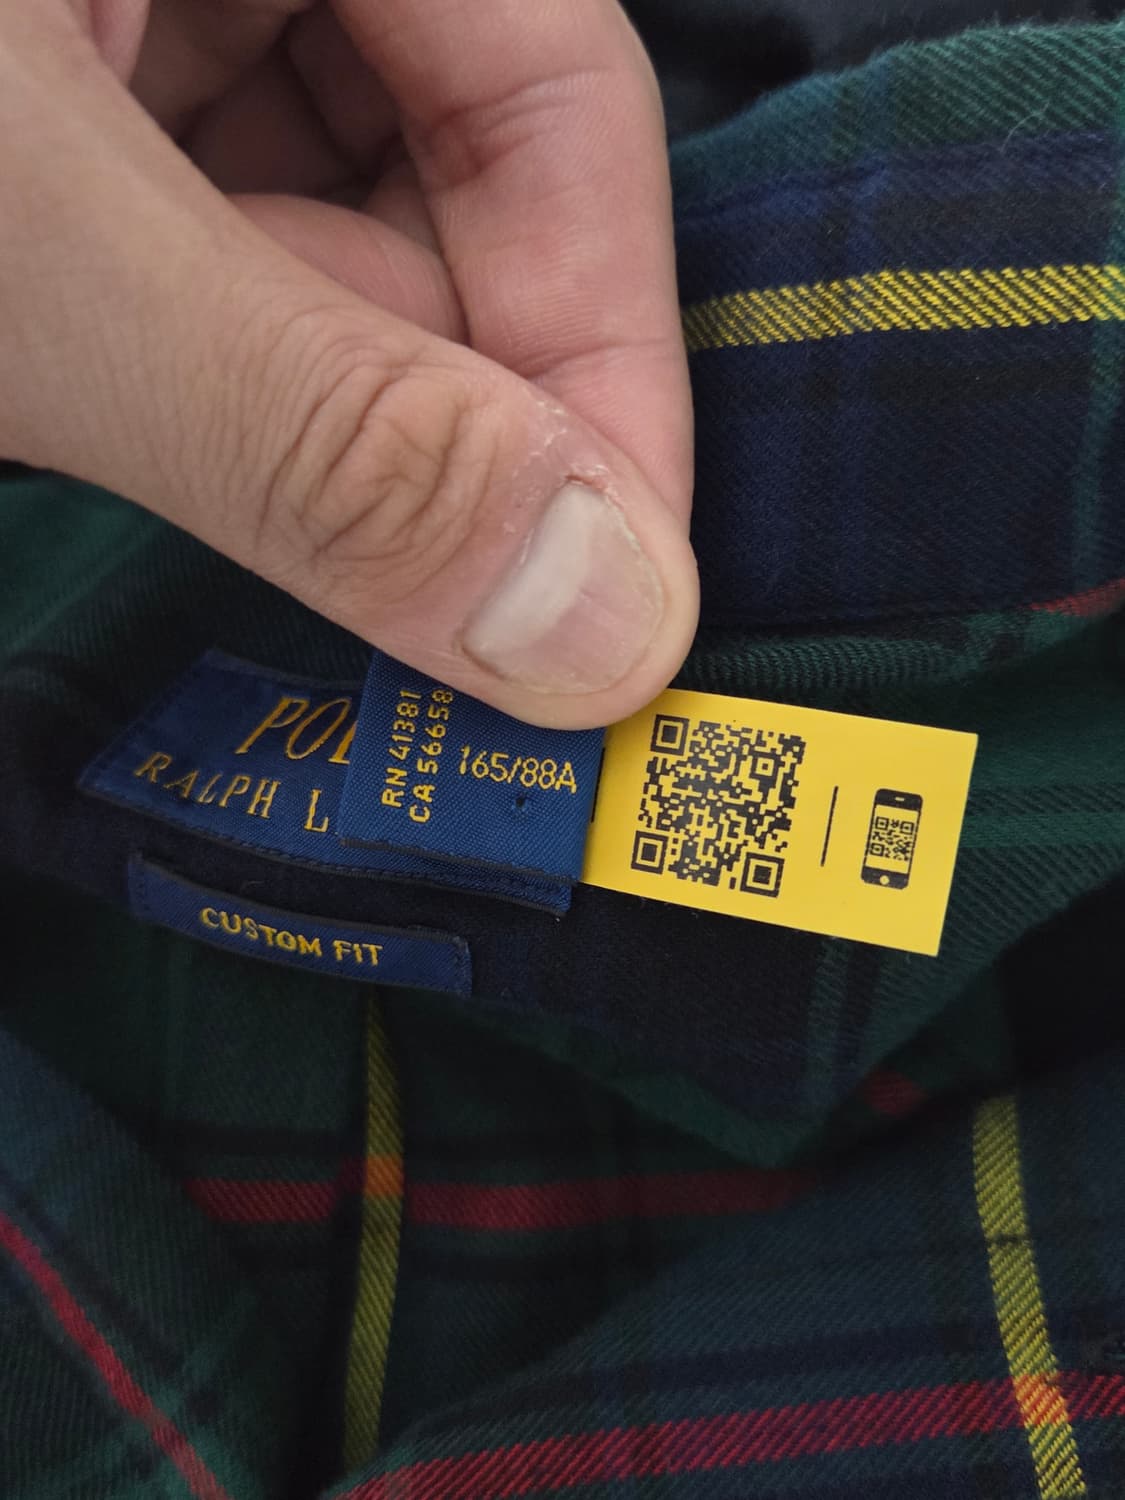 RALPH L
CUSTOM FIT
RN 41381
CA 56658
165/88A